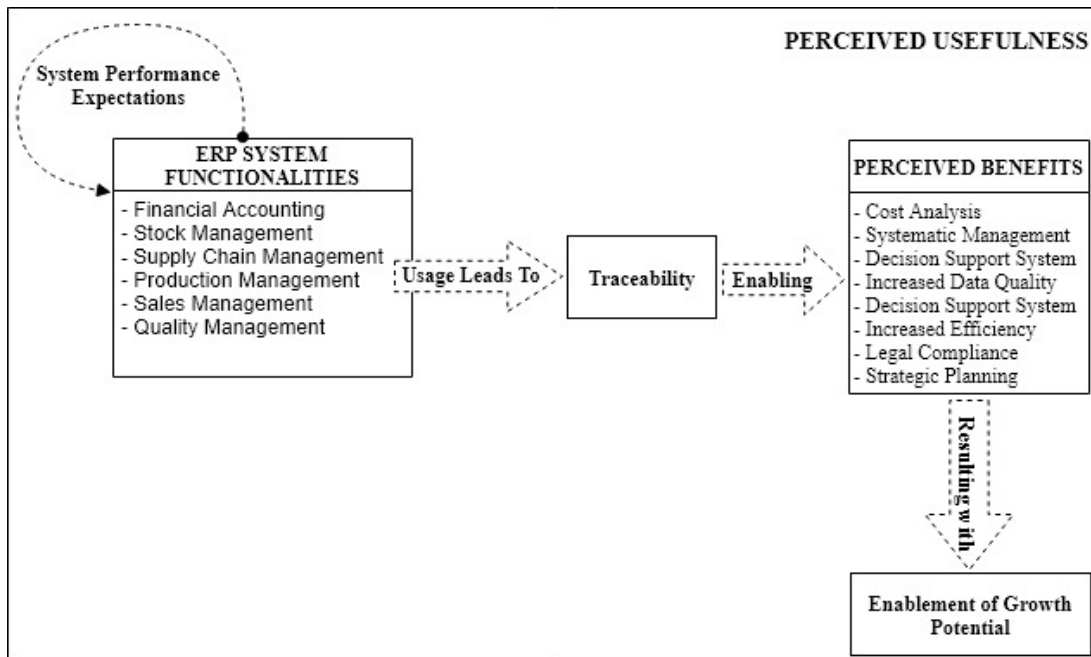 PERCEIVED USEFULNESS
System Performance
Expectations
ERP SYSTEM
FUNCTIONALITIES
- Financial Accounting
- Stock Management
- Supply Chain Management
- Production Management
- Sales Management
- Quality Management
Usage Leads To
Traceability
Enabling
PERCEIVED BENEFITS
- Cost Analysis
- Systematic Management
- Decision Support System
- Increased Data Quality
- Decision Support System
- Increased Efficiency
- Legal Compliance
- Strategic Planning
Resulting with
Enablement of Growth
Potential